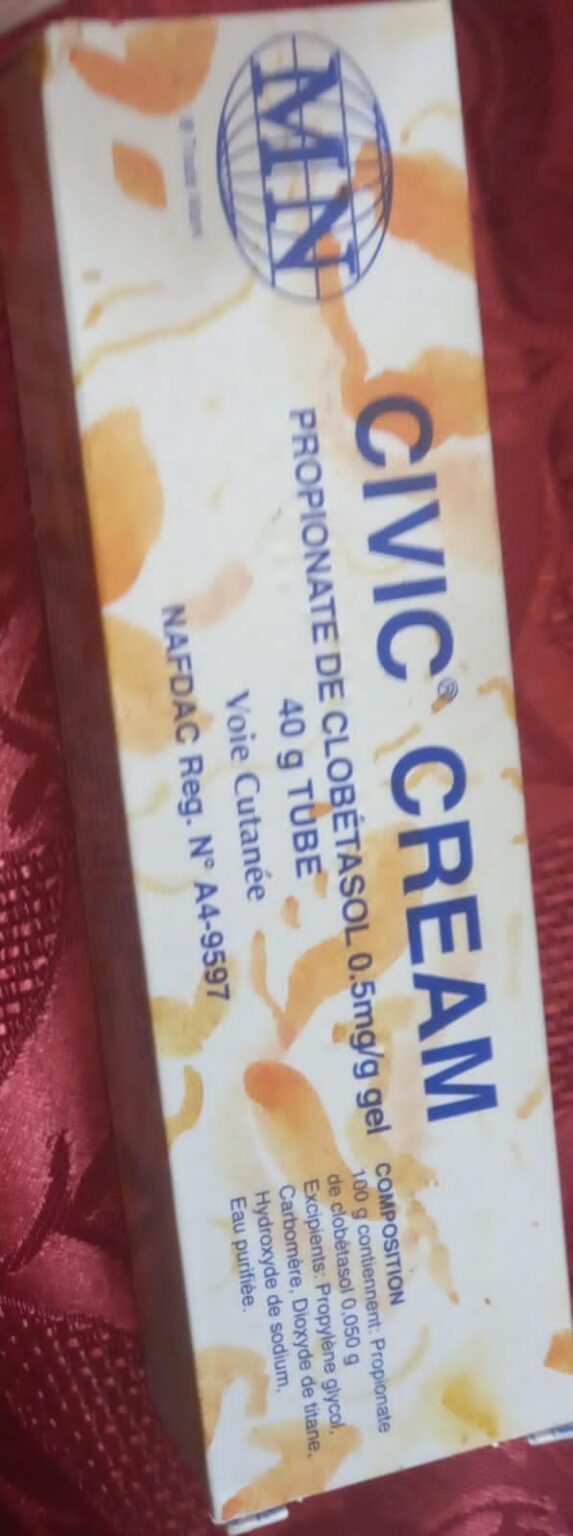 MN
CIVIC® CREAM
PROPIONATE DE CLOBÉTASOL 0.5mg/g gel
40 g TUBE
Voie Cutanée
NAFDAC Reg. N° A4-9597
COMPOSITION
100 g contiennent: Propionate
de clobétasol 0,050 g
Excipients: Propylène glycol,
Carbomère, Dioxyde de titane,
Hydroxyde de sodium,
Eau purifiée.